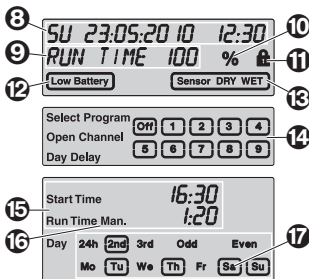 8 SU 23:05:2010 12:30 10
9 RUN TIME 100 % 11
12 Low Battery Sensor DRY WET 13
Select Program Off 1 2 3 4
Open Channel 14
Day Delay 5 6 7 8 9
15 Start Time 16:30
16 Run Time Man. 1:20
Day 24h 2nd 3rd Odd Even 17
Mo Tu We Th Fr Sa Su